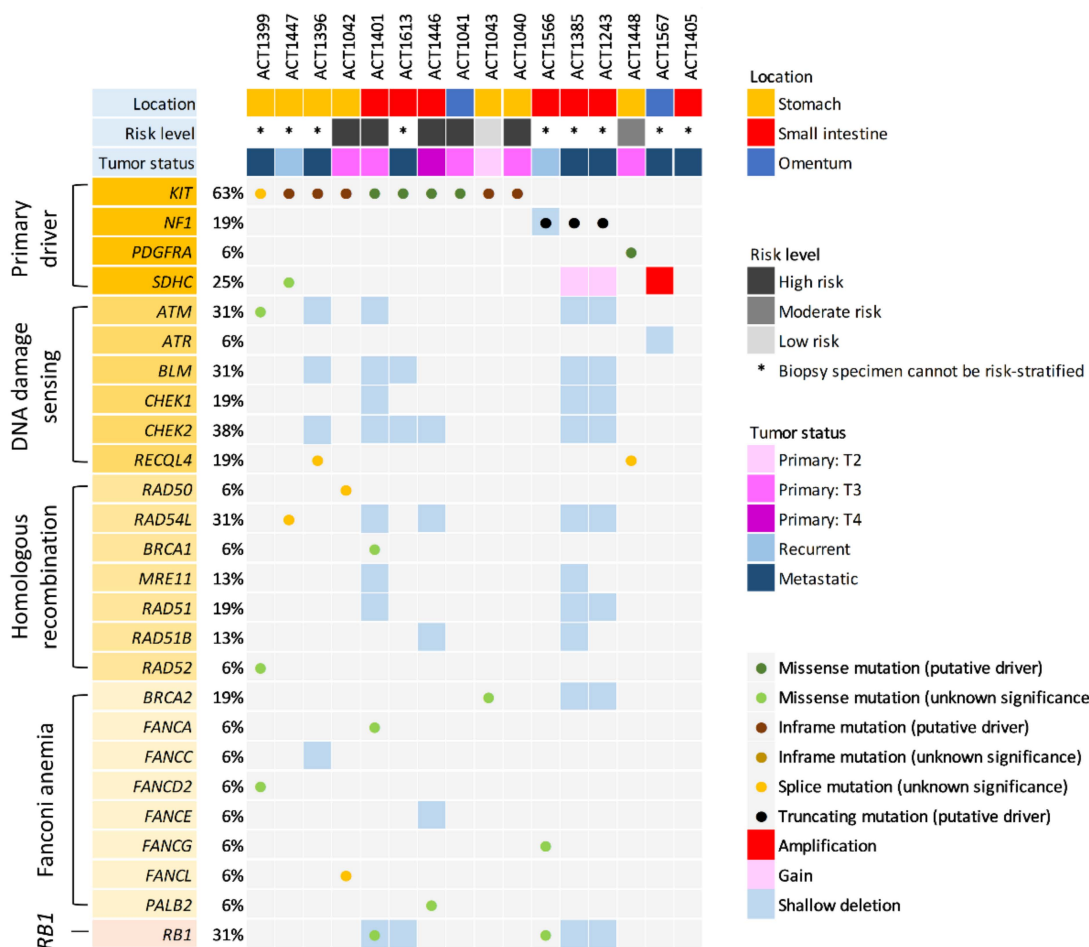 ACT1399 ACT1447 ACT1396 ACT1042 ACT1401 ACT1613 ACT1446 ACT1041 ACT1043 ACT1040 ACT1566 ACT1385 ACT1243 ACT1448 ACT1567 ACT1405
Location
Risk level * * * * * * * * *
Tumor status
Primary driver
KIT 63%
NF1 19%
PDGFRA 6%
SDHC 25%
DNA damage sensing
ATM 31%
ATR 6%
BLM 31%
CHEK1 19%
CHEK2 38%
RECQL4 19%
Homologous recombination
RAD50 6%
RAD54L 31%
BRCA1 6%
MRE11 13%
RAD51 19%
RAD51B 13%
RAD52 6%
Fanconi anemia
BRCA2 19%
FANCA 6%
FANCC 6%
FANCD2 6%
FANCE 6%
FANCG 6%
FANCL 6%
PALB2 6%
RB1
RB1 31%
Location
Stomach
Small intestine
Omentum
Risk level
High risk
Moderate risk
Low risk
* Biopsy specimen cannot be risk-stratified
Tumor status
Primary: T2
Primary: T3
Primary: T4
Recurrent
Metastatic
Missense mutation (putative driver)
Missense mutation (unknown significance
Inframe mutation (putative driver)
Inframe mutation (unknown significance)
Splice mutation (unknown significance)
Truncating mutation (putative driver)
Amplification
Gain
Shallow deletion